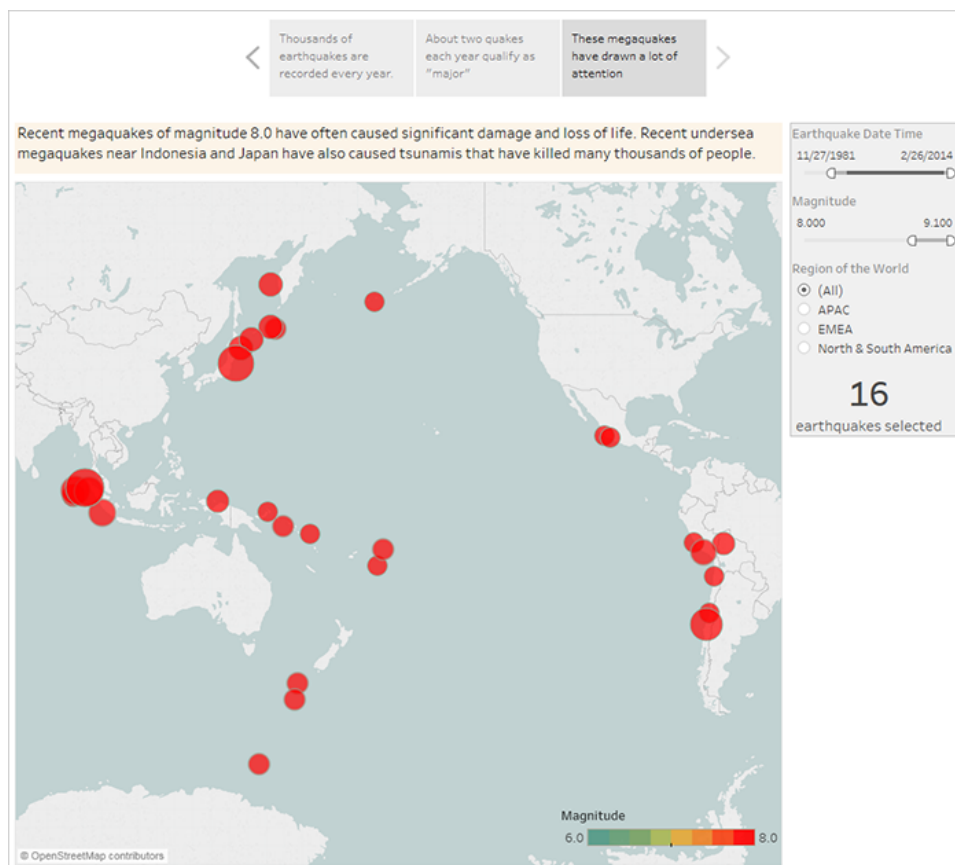 Thousands of
earthquakes are
recorded every year.
About two quakes
each year qualify as
"major"
These megaquakes
have drawn a lot of
attention
Recent megaquakes of magnitude 8.0 have often caused significant damage and loss of life. Recent undersea
megaquakes near Indonesia and Japan have also caused tsunamis that have killed many thousands of people.
Earthquake Date Time
11/27/1981 2/26/2014
Magnitude
8.000 9.100
Region of the World
(All)
APAC
EMEA
North & South America
16
earthquakes selected
Magnitude
6.0 8.0
© OpenStreetMap contributors